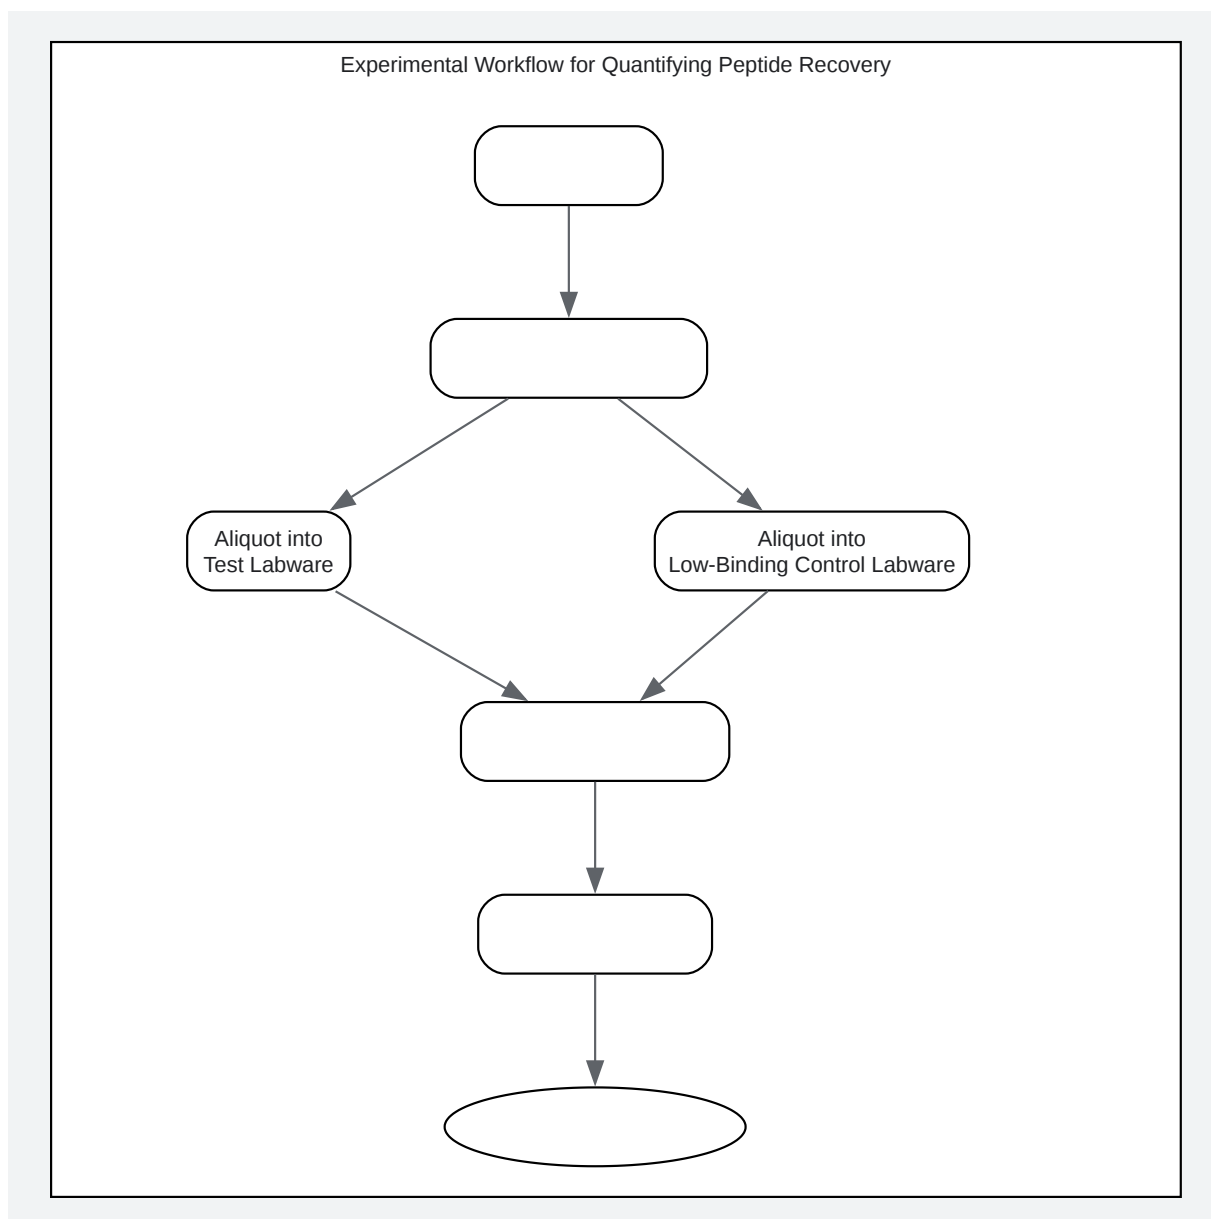 Experimental Workflow for Quantifying Peptide Recovery
Aliquot into
Test Labware
Aliquot into
Low-Binding Control Labware